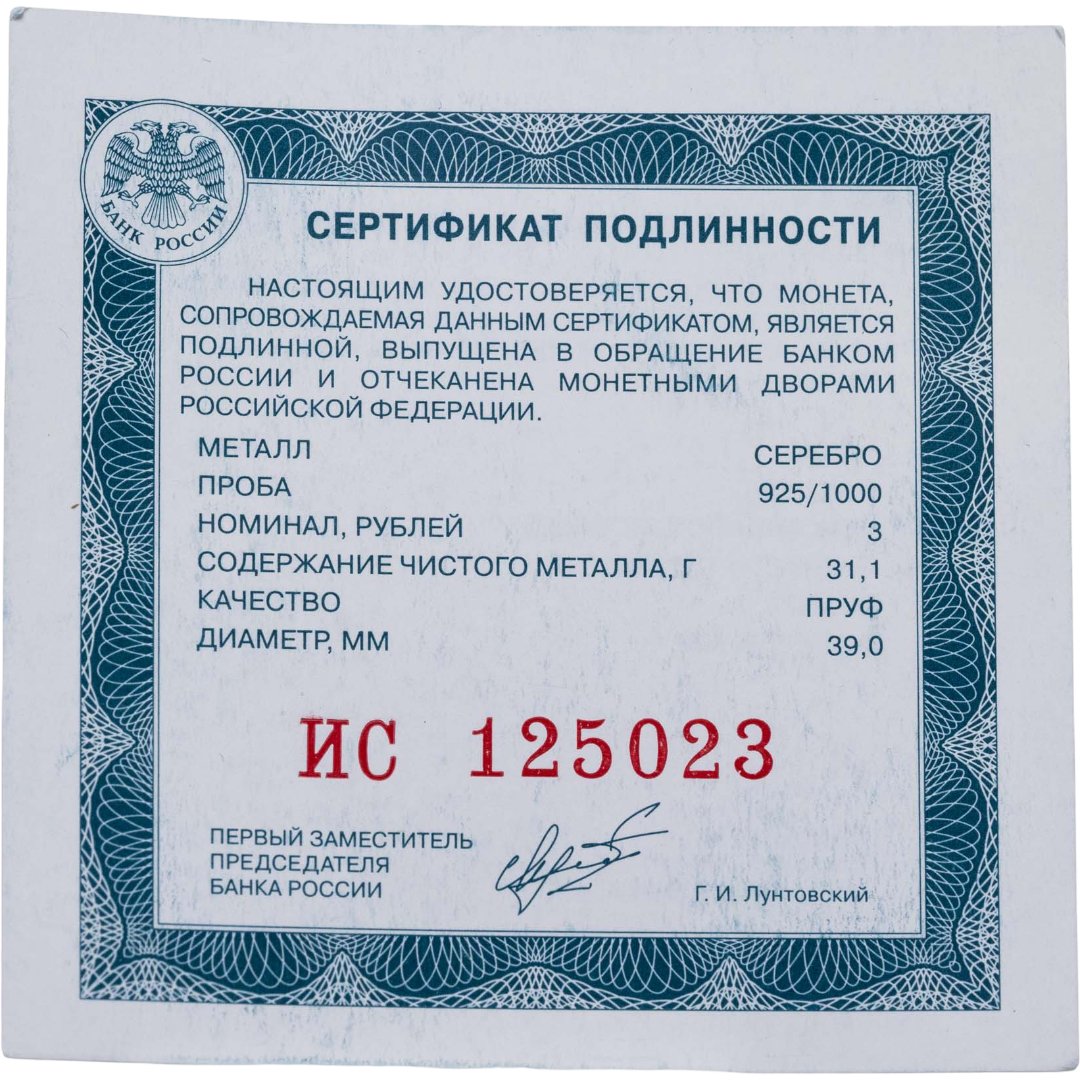 БАНК РОССИИ
СЕРТИФИКАТ ПОДЛИННОСТИ
НАСТОЯЩИМ УДОСТОВЕРЯЕТСЯ, ЧТО МОНЕТА,
СОПРОВОЖДАЕМАЯ ДАННЫМ СЕРТИФИКАТОМ, ЯВЛЯЕТСЯ
ПОДЛИННОЙ, ВЫПУЩЕНА В ОБРАЩЕНИЕ БАНКОМ
РОССИИ И ОТЧЕКАНЕНА МОНЕТНЫМИ ДВОРАМИ
РОССИЙСКОЙ ФЕДЕРАЦИИ.
МЕТАЛЛ СЕРЕБРО
ПРОБА 925/1000
НОМИНАЛ, РУБЛЕЙ 3
СОДЕРЖАНИЕ ЧИСТОГО МЕТАЛЛА, Г 31,1
КАЧЕСТВО ПРУФ
ДИАМЕТР, ММ 39,0
ИС 125023
ПЕРВЫЙ ЗАМЕСТИТЕЛЬ
ПРЕДСЕДАТЕЛЯ
БАНКА РОССИИ Г. И. Лунтовский